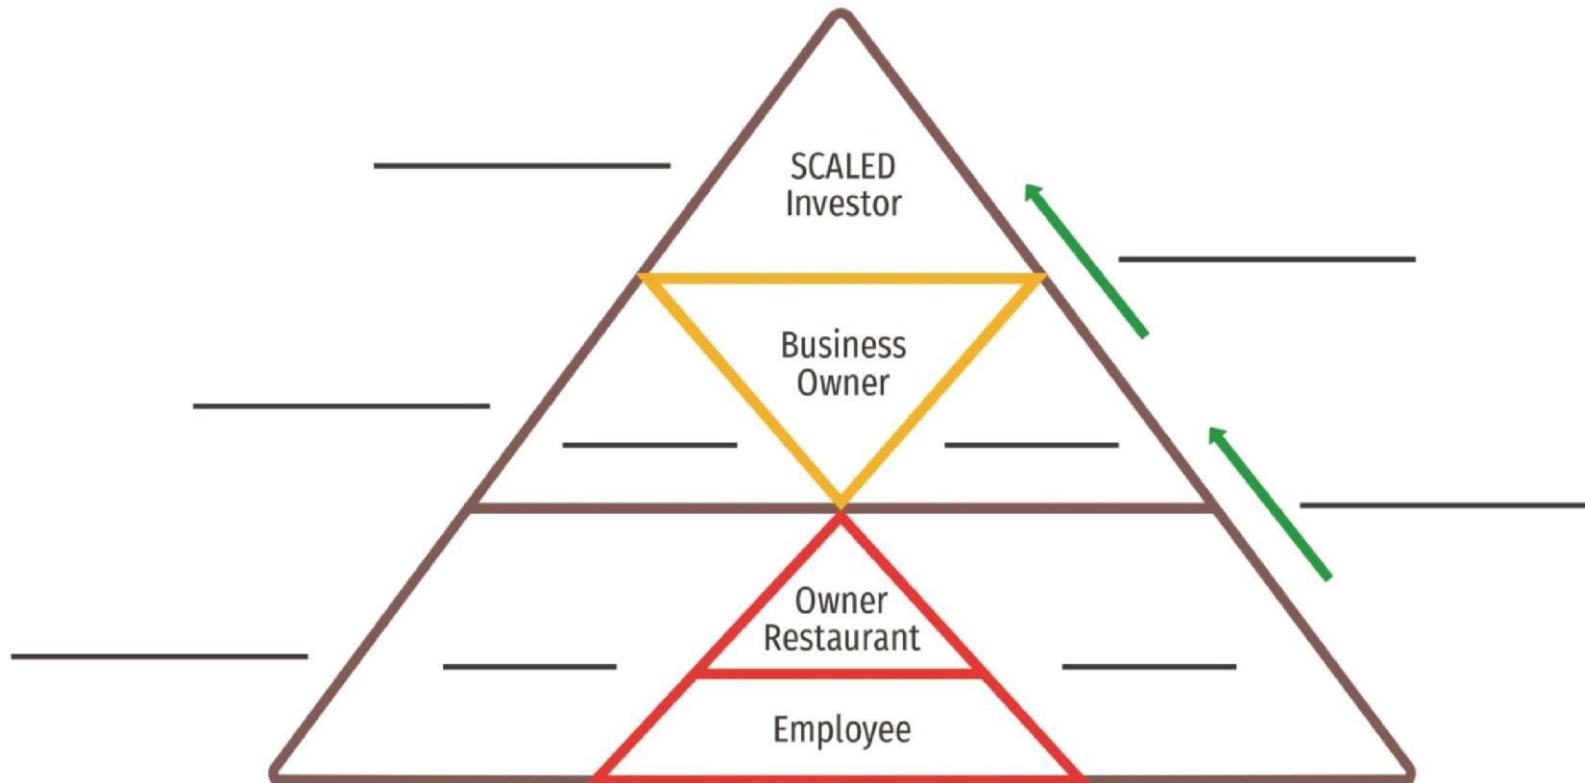 SCALED
Investor
Business
Owner
Owner
Restaurant
Employee